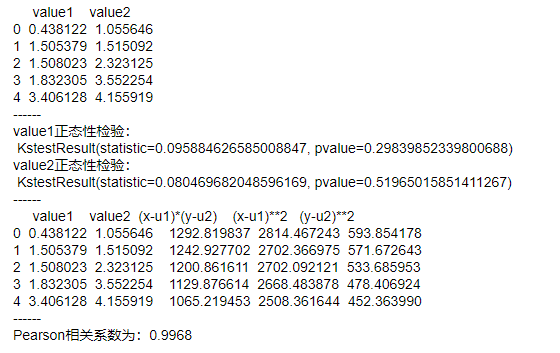 value1 value2
0 0.438122 1.055646
1 1.505379 1.515092
2 1.508023 2.323125
3 1.832305 3.552254
4 3.406128 4.155919
------
value1正态性检验：
KstestResult(statistic=0.095884626585008847, pvalue=0.29839852339800688)
value2正态性检验：
KstestResult(statistic=0.080469682048596169, pvalue=0.51965015851411267)
------
value1 value2 (x-u1)*(y-u2) (x-u1)**2 (y-u2)**2
0 0.438122 1.055646 1292.819837 2814.467243 593.854178
1 1.505379 1.515092 1242.927702 2702.366975 571.672643
2 1.508023 2.323125 1200.861611 2702.092121 533.685953
3 1.832305 3.552254 1129.876614 2668.483878 478.406924
4 3.406128 4.155919 1065.219453 2508.361644 452.363990
------
Pearson相关系数为：0.9968